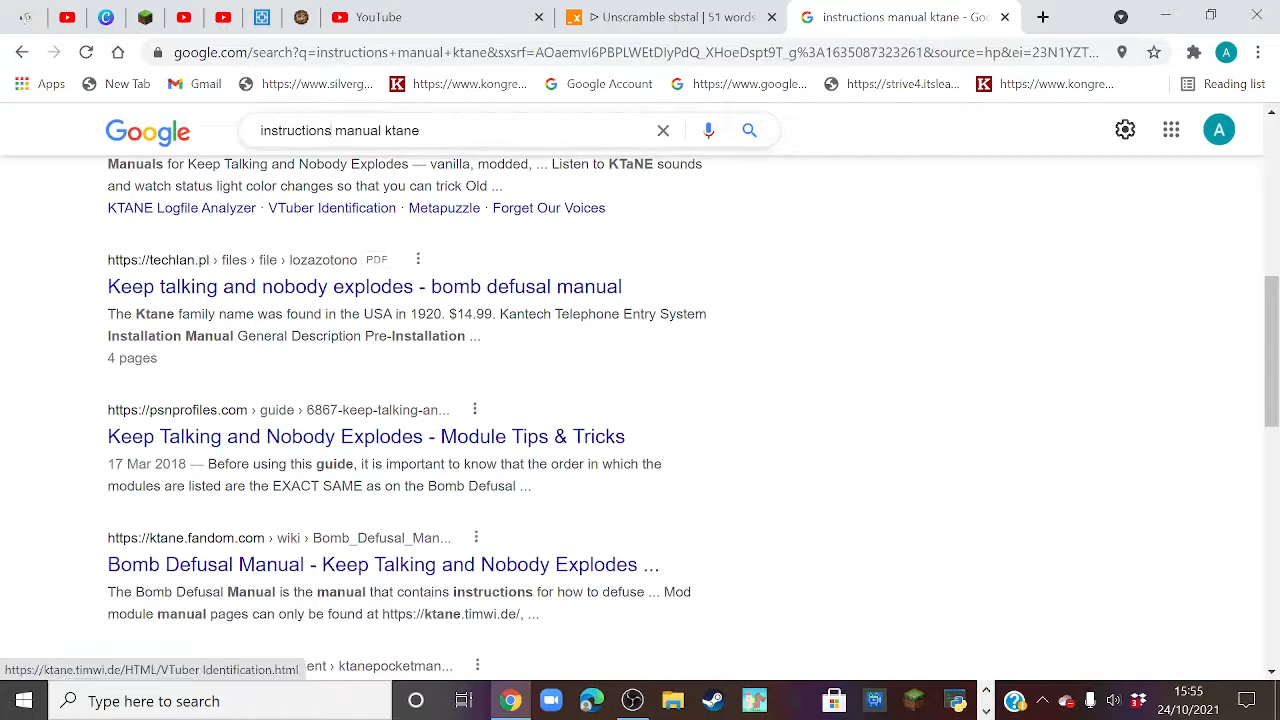 YouTube
Unscramble sbstal | 51 words
instructions manual ktane - Goo
google.com/search?q=instructions+manual+ktane&sxsrf=AOaemvI6PBPLWEtDIyPdQ_XHoeDspt9T_g%3A1635087323261&source=hp&ei=23N1YZT...
Apps
New Tab
Gmail
https://www.silverg...
https://www.kongre...
Google Account
https://www.google...
https://strive4.itslea...
https://www.kongre...
Reading list
Google
instructions manual ktane
A
Manuals for Keep Talking and Nobody Explodes — vanilla, modded, ... Listen to KTaNE sounds
and watch status light color changes so that you can trick Old ...
KTANE Logfile Analyzer · VTuber Identification · Metapuzzle · Forget Our Voices
https://techlan.pl › files › file › lozazotono PDF
Keep talking and nobody explodes - bomb defusal manual
The Ktane family name was found in the USA in 1920. $14.99. Kantech Telephone Entry System
Installation Manual General Description Pre-Installation ...
4 pages
https://psnprofiles.com › guide › 6867-keep-talking-an...
Keep Talking and Nobody Explodes - Module Tips & Tricks
17 Mar 2018 — Before using this guide, it is important to know that the order in which the
modules are listed are the EXACT SAME as on the Bomb Defusal ...
https://ktane.fandom.com › wiki › Bomb_Defusal_Man...
Bomb Defusal Manual - Keep Talking and Nobody Explodes ...
The Bomb Defusal Manual is the manual that contains instructions for how to defuse ... Mod
module manual pages can only be found at https://ktane.timwi.de/, ...
https://ktane.timwi.de/HTML/VTuber Identification.html
ent › ktanepocketman...
Type here to search
15:55
24/10/2021